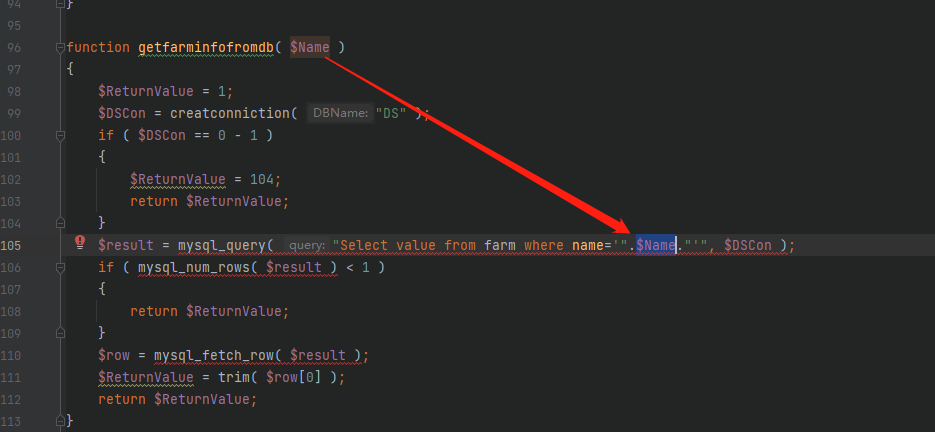 94 }
95
96 function getfarminfofromdb( $Name )
97 {
98 $ReturnValue = 1;
99 $DSCon = creatconniction( DBName: "DS" );
100 if ( $DSCon == 0 - 1 )
101 {
102 $ReturnValue = 104;
103 return $ReturnValue;
104 }
105 $result = mysql_query( query: "Select value from farm where name='".$Name."'", $DSCon );
106 if ( mysql_num_rows( $result ) < 1 )
107 {
108 return $ReturnValue;
109 }
110 $row = mysql_fetch_row( $result );
111 $ReturnValue = trim( $row[0] );
112 return $ReturnValue;
113 }